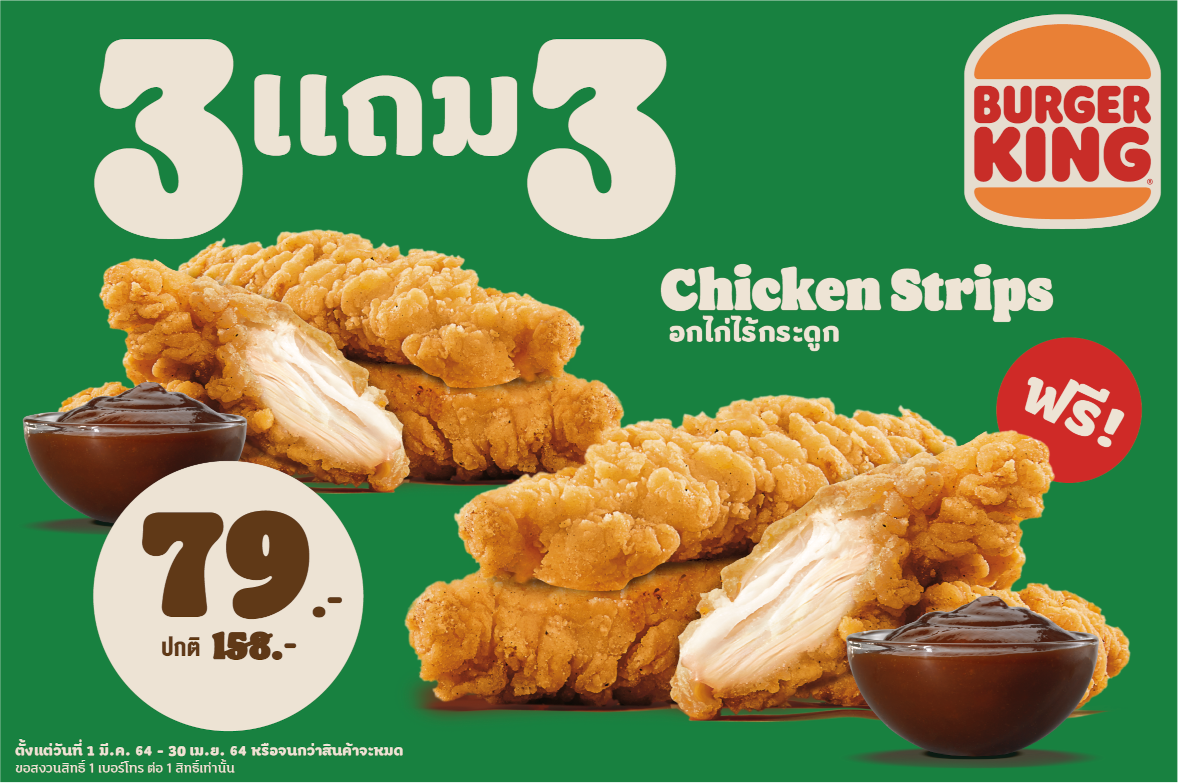 3 แถม 3
BURGER
KING®
Chicken Strips
อกไก่ไร้กระดูก
ฟรี!
79.-
ปกติ 158.-
ตั้งแต่วันที่ 1 มี.ค. 64 - 30 เม.ย. 64 หรือจนกว่าสินค้าจะหมด
ขอสงวนสิทธิ์ 1 เบอร์โทร ต่อ 1 สิทธิ์เท่านั้น